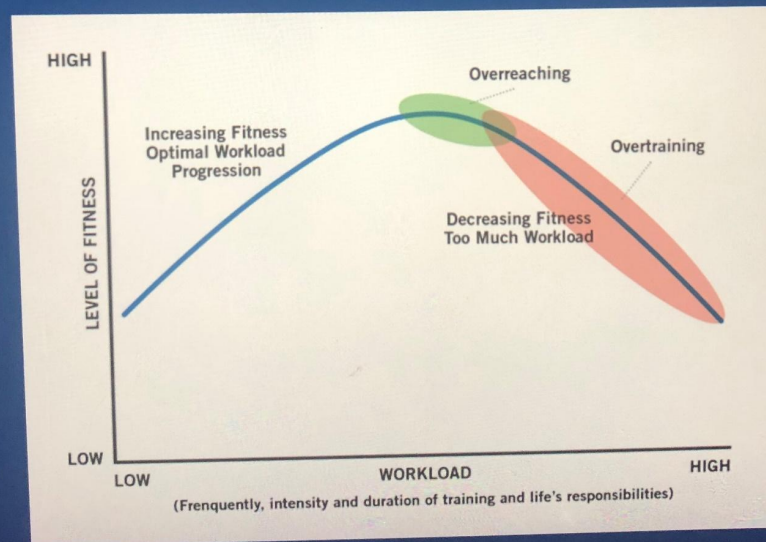 HIGH
Overreaching
Increasing Fitness
Optimal Workload
Progression
Overtraining
LEVEL OF FITNESS
Decreasing Fitness
Too Much Workload
LOW
LOW
WORKLOAD
HIGH
(Frenquently, intensity and duration of training and life's responsibilities)